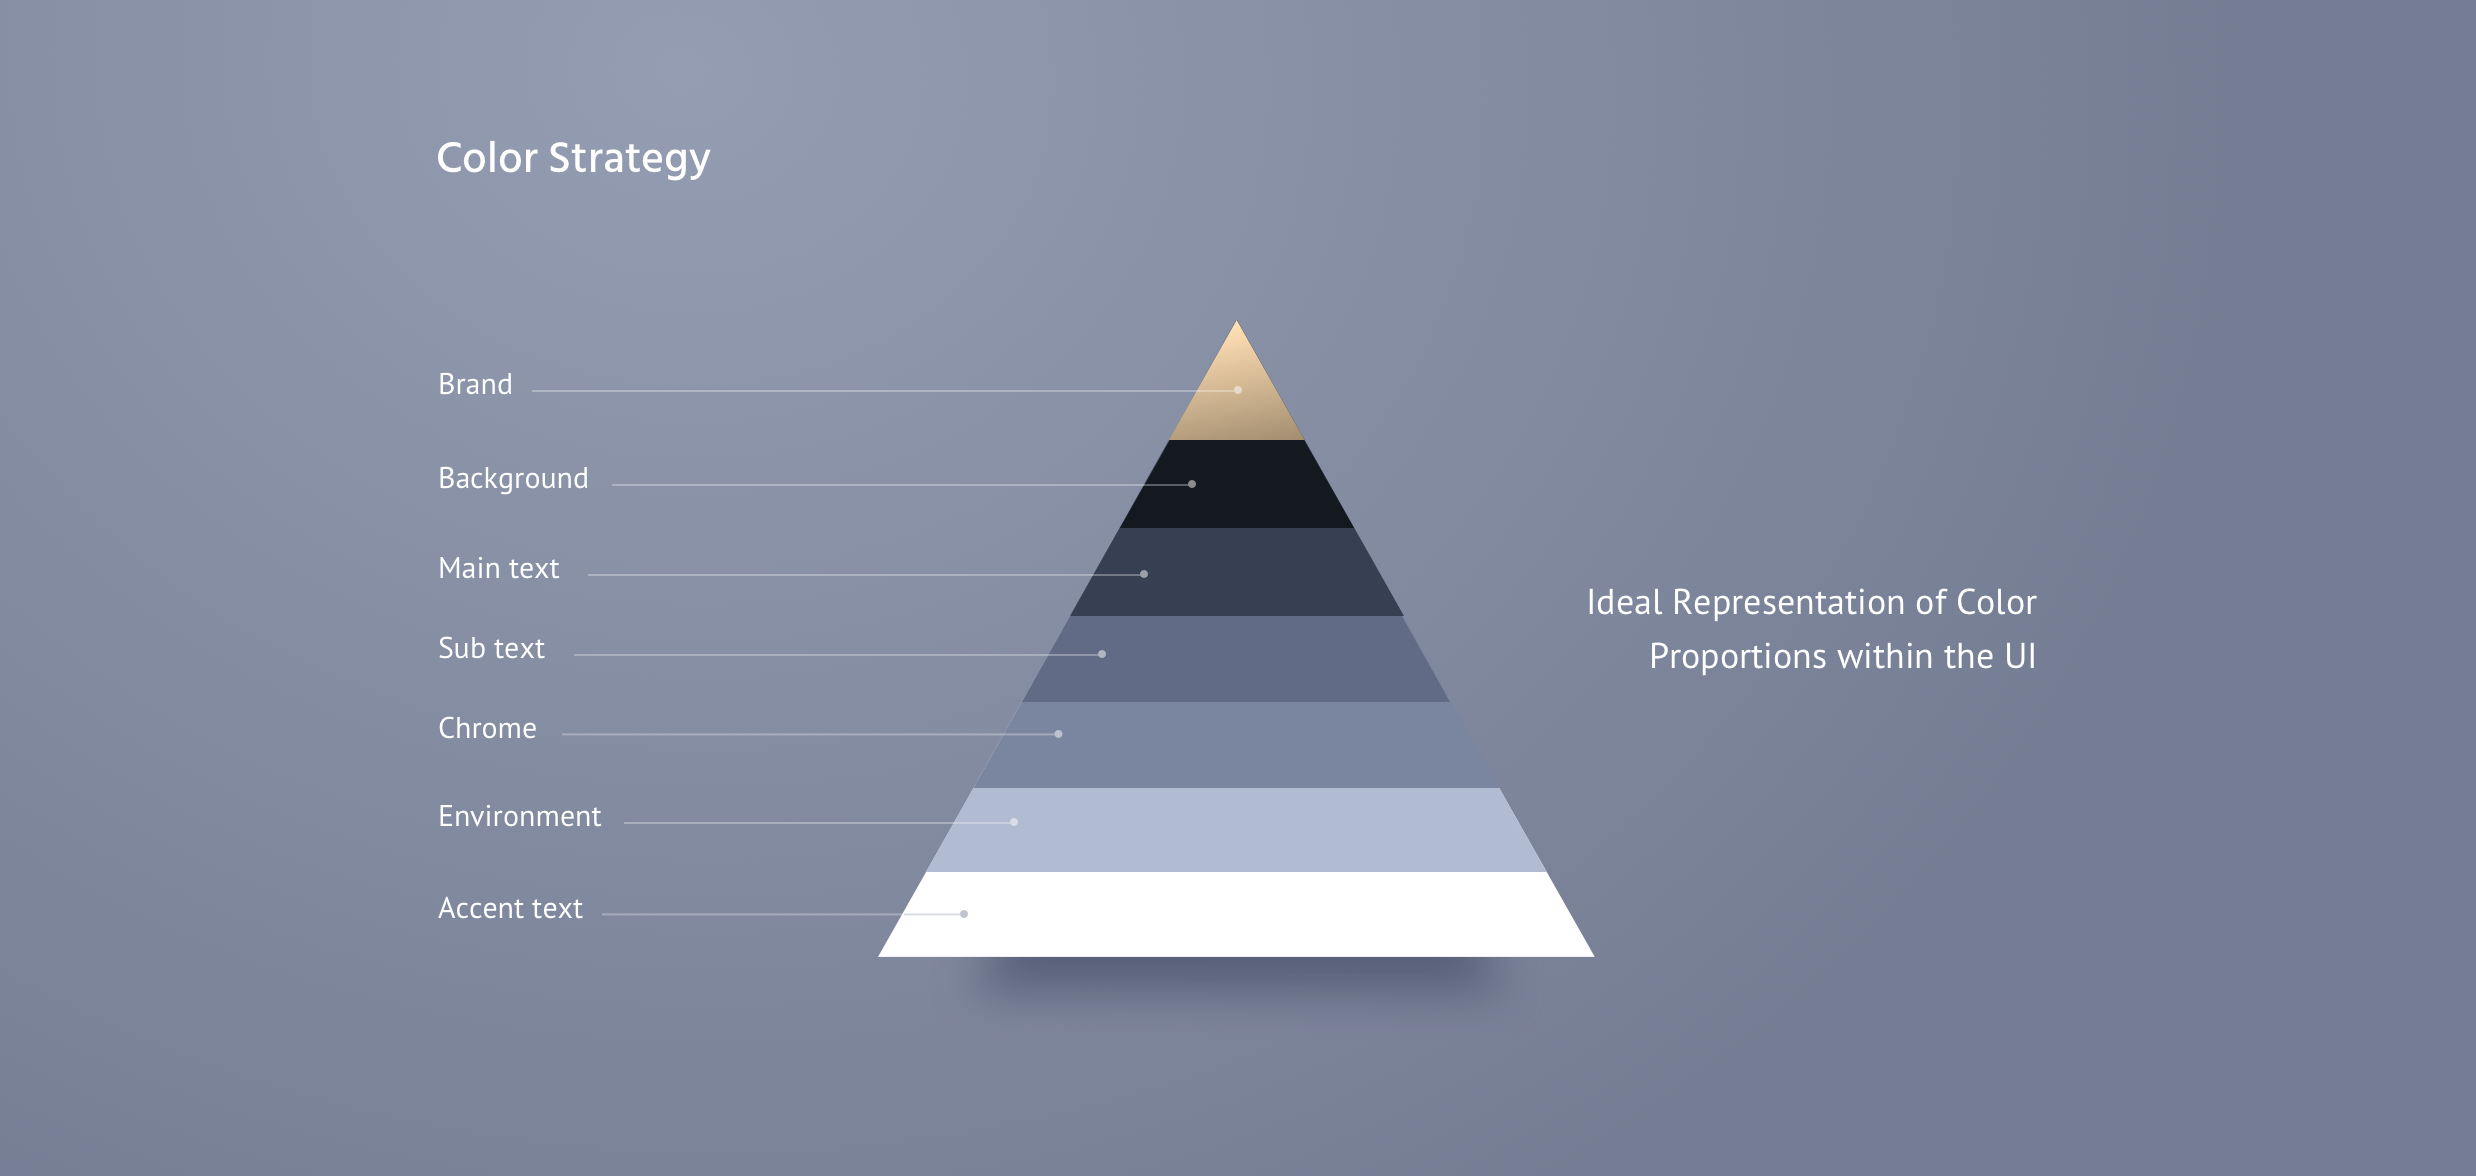 Color Strategy
Brand
Background
Main text
Sub text
Chrome
Environment
Accent text
Ideal Representation of Color
Proportions within the UI